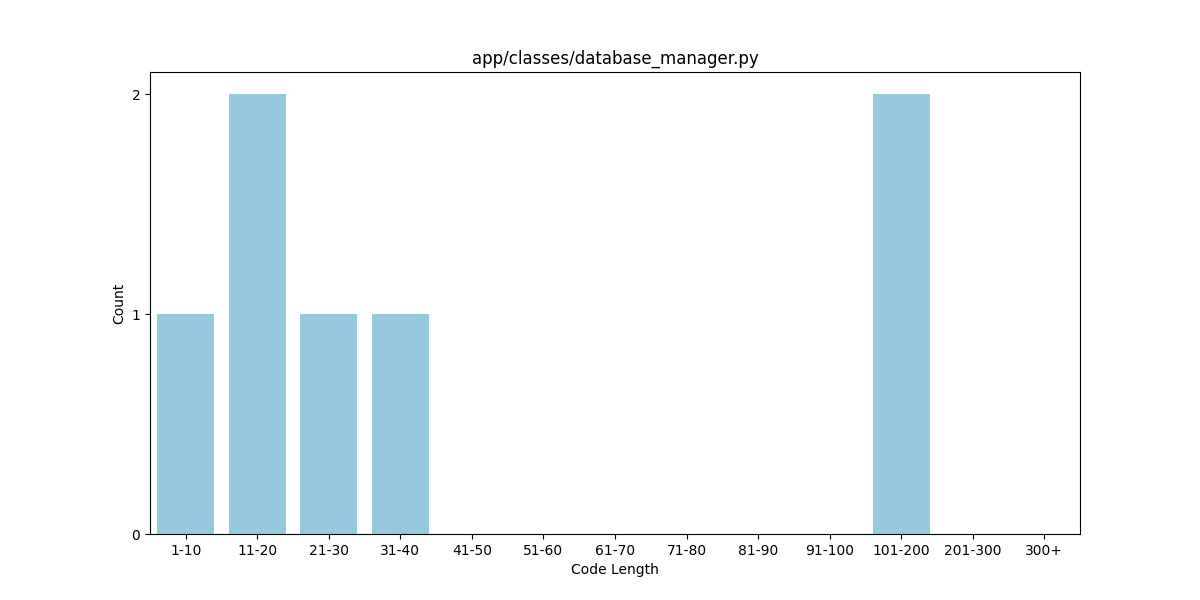 app/classes/database_manager.py
Count
2
1
0
1-10 11-20 21-30 31-40 41-50 51-60 61-70 71-80 81-90 91-100 101-200 201-300 300+
Code Length